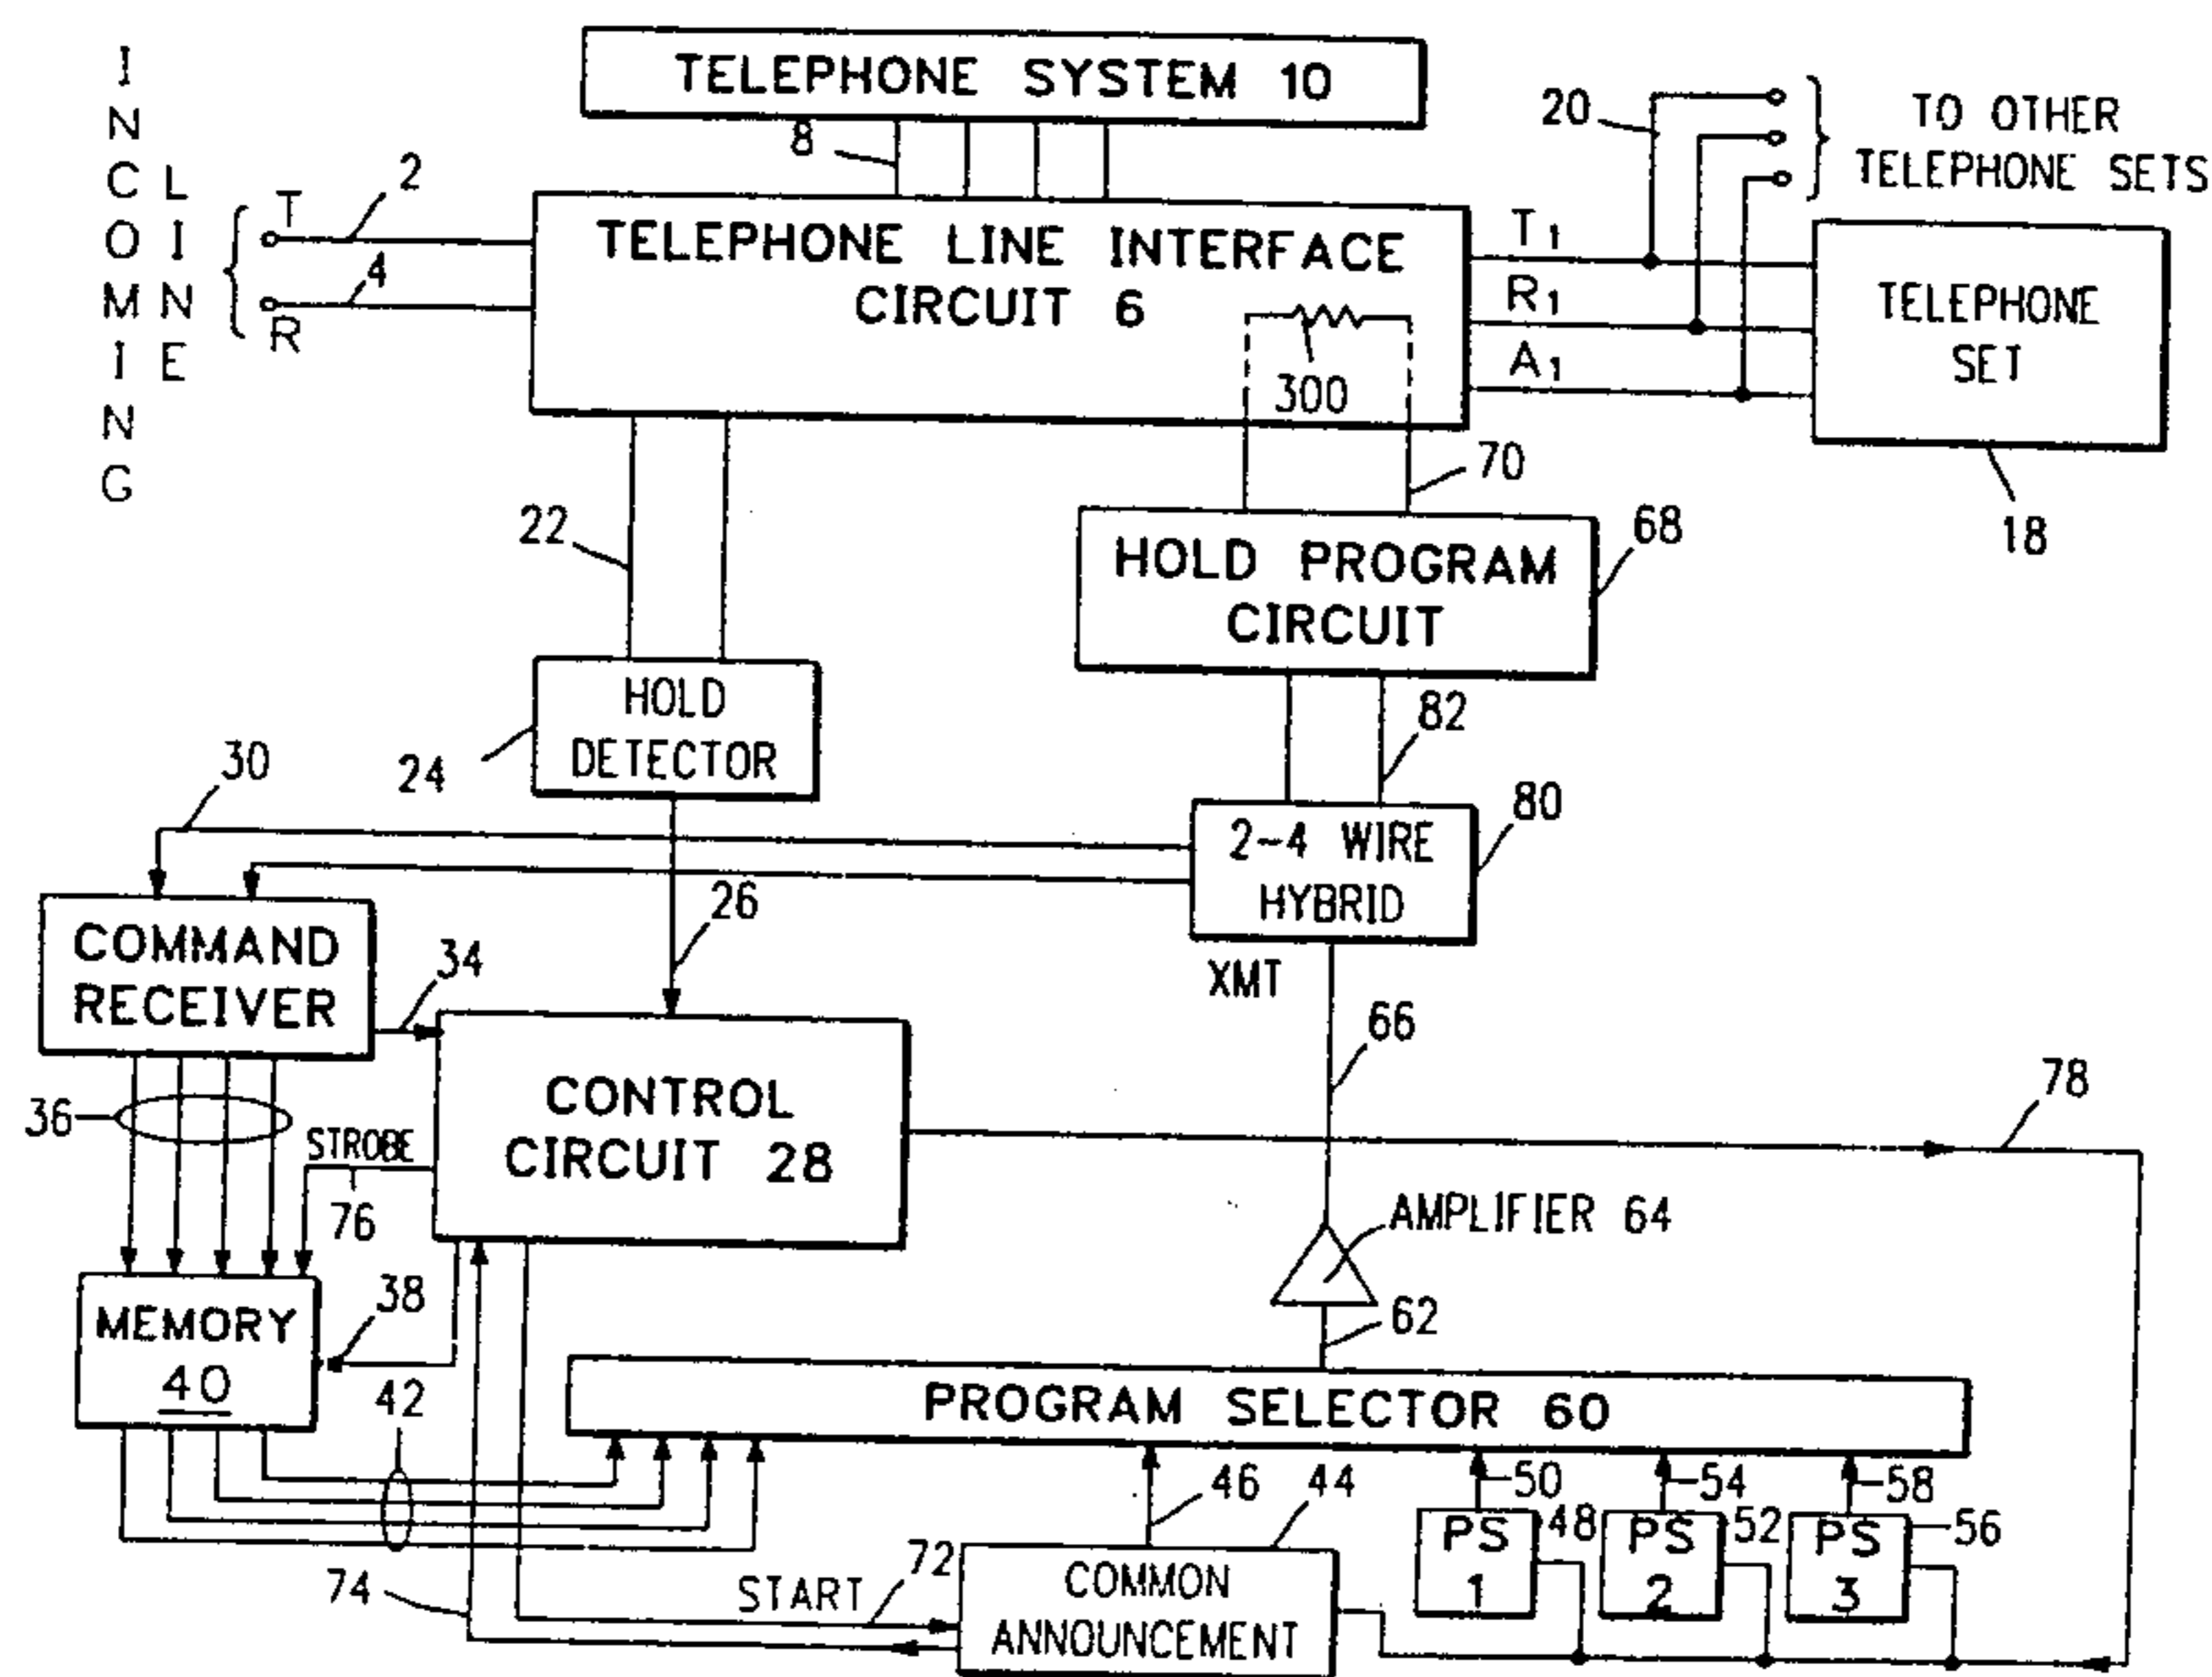 TELEPHONE SYSTEM 10
INCOMING
LINE
T
2
4
R
8
TELEPHONE LINE INTERFACE
CIRCUIT 6
300
T1
R1
A1
20
TO OTHER
TELEPHONE SETS
TELEPHONE
SET
18
22
70
HOLD PROGRAM
CIRCUIT
68
HOLD
DETECTOR
24
82
30
2-4 WIRE
HYBRID
80
XMT
26
COMMAND
RECEIVER
34
66
78
36
STROBE
76
CONTROL
CIRCUIT 28
AMPLIFIER 64
62
MEMORY
40
38
42
PROGRAM SELECTOR 60
46
44
50
54
58
PS
1
48
PS
2
52
PS
3
56
74
START
72
COMMON
ANNOUNCEMENT